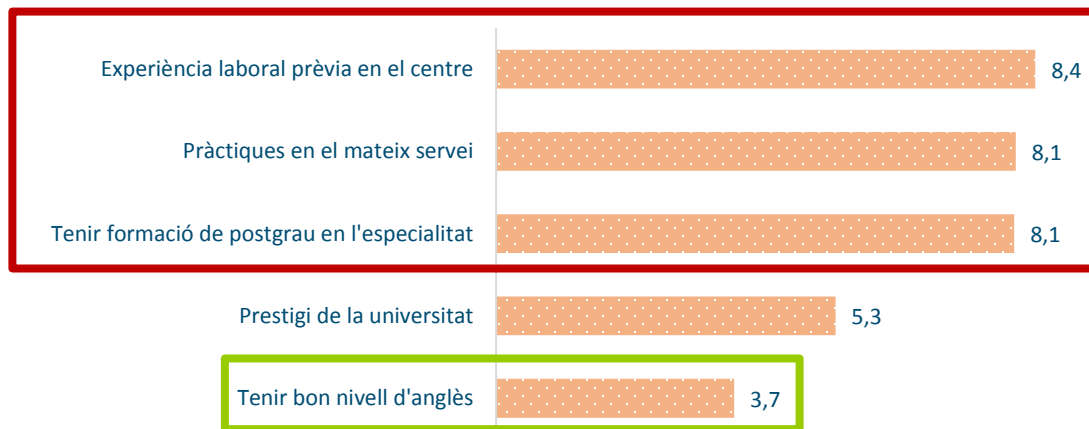 Experiència laboral prèvia en el centre 8,4
Pràctiques en el mateix servei 8,1
Tenir formació de postgrau en l'especialitat 8,1
Prestigi de la universitat 5,3
Tenir bon nivell d'anglès 3,7